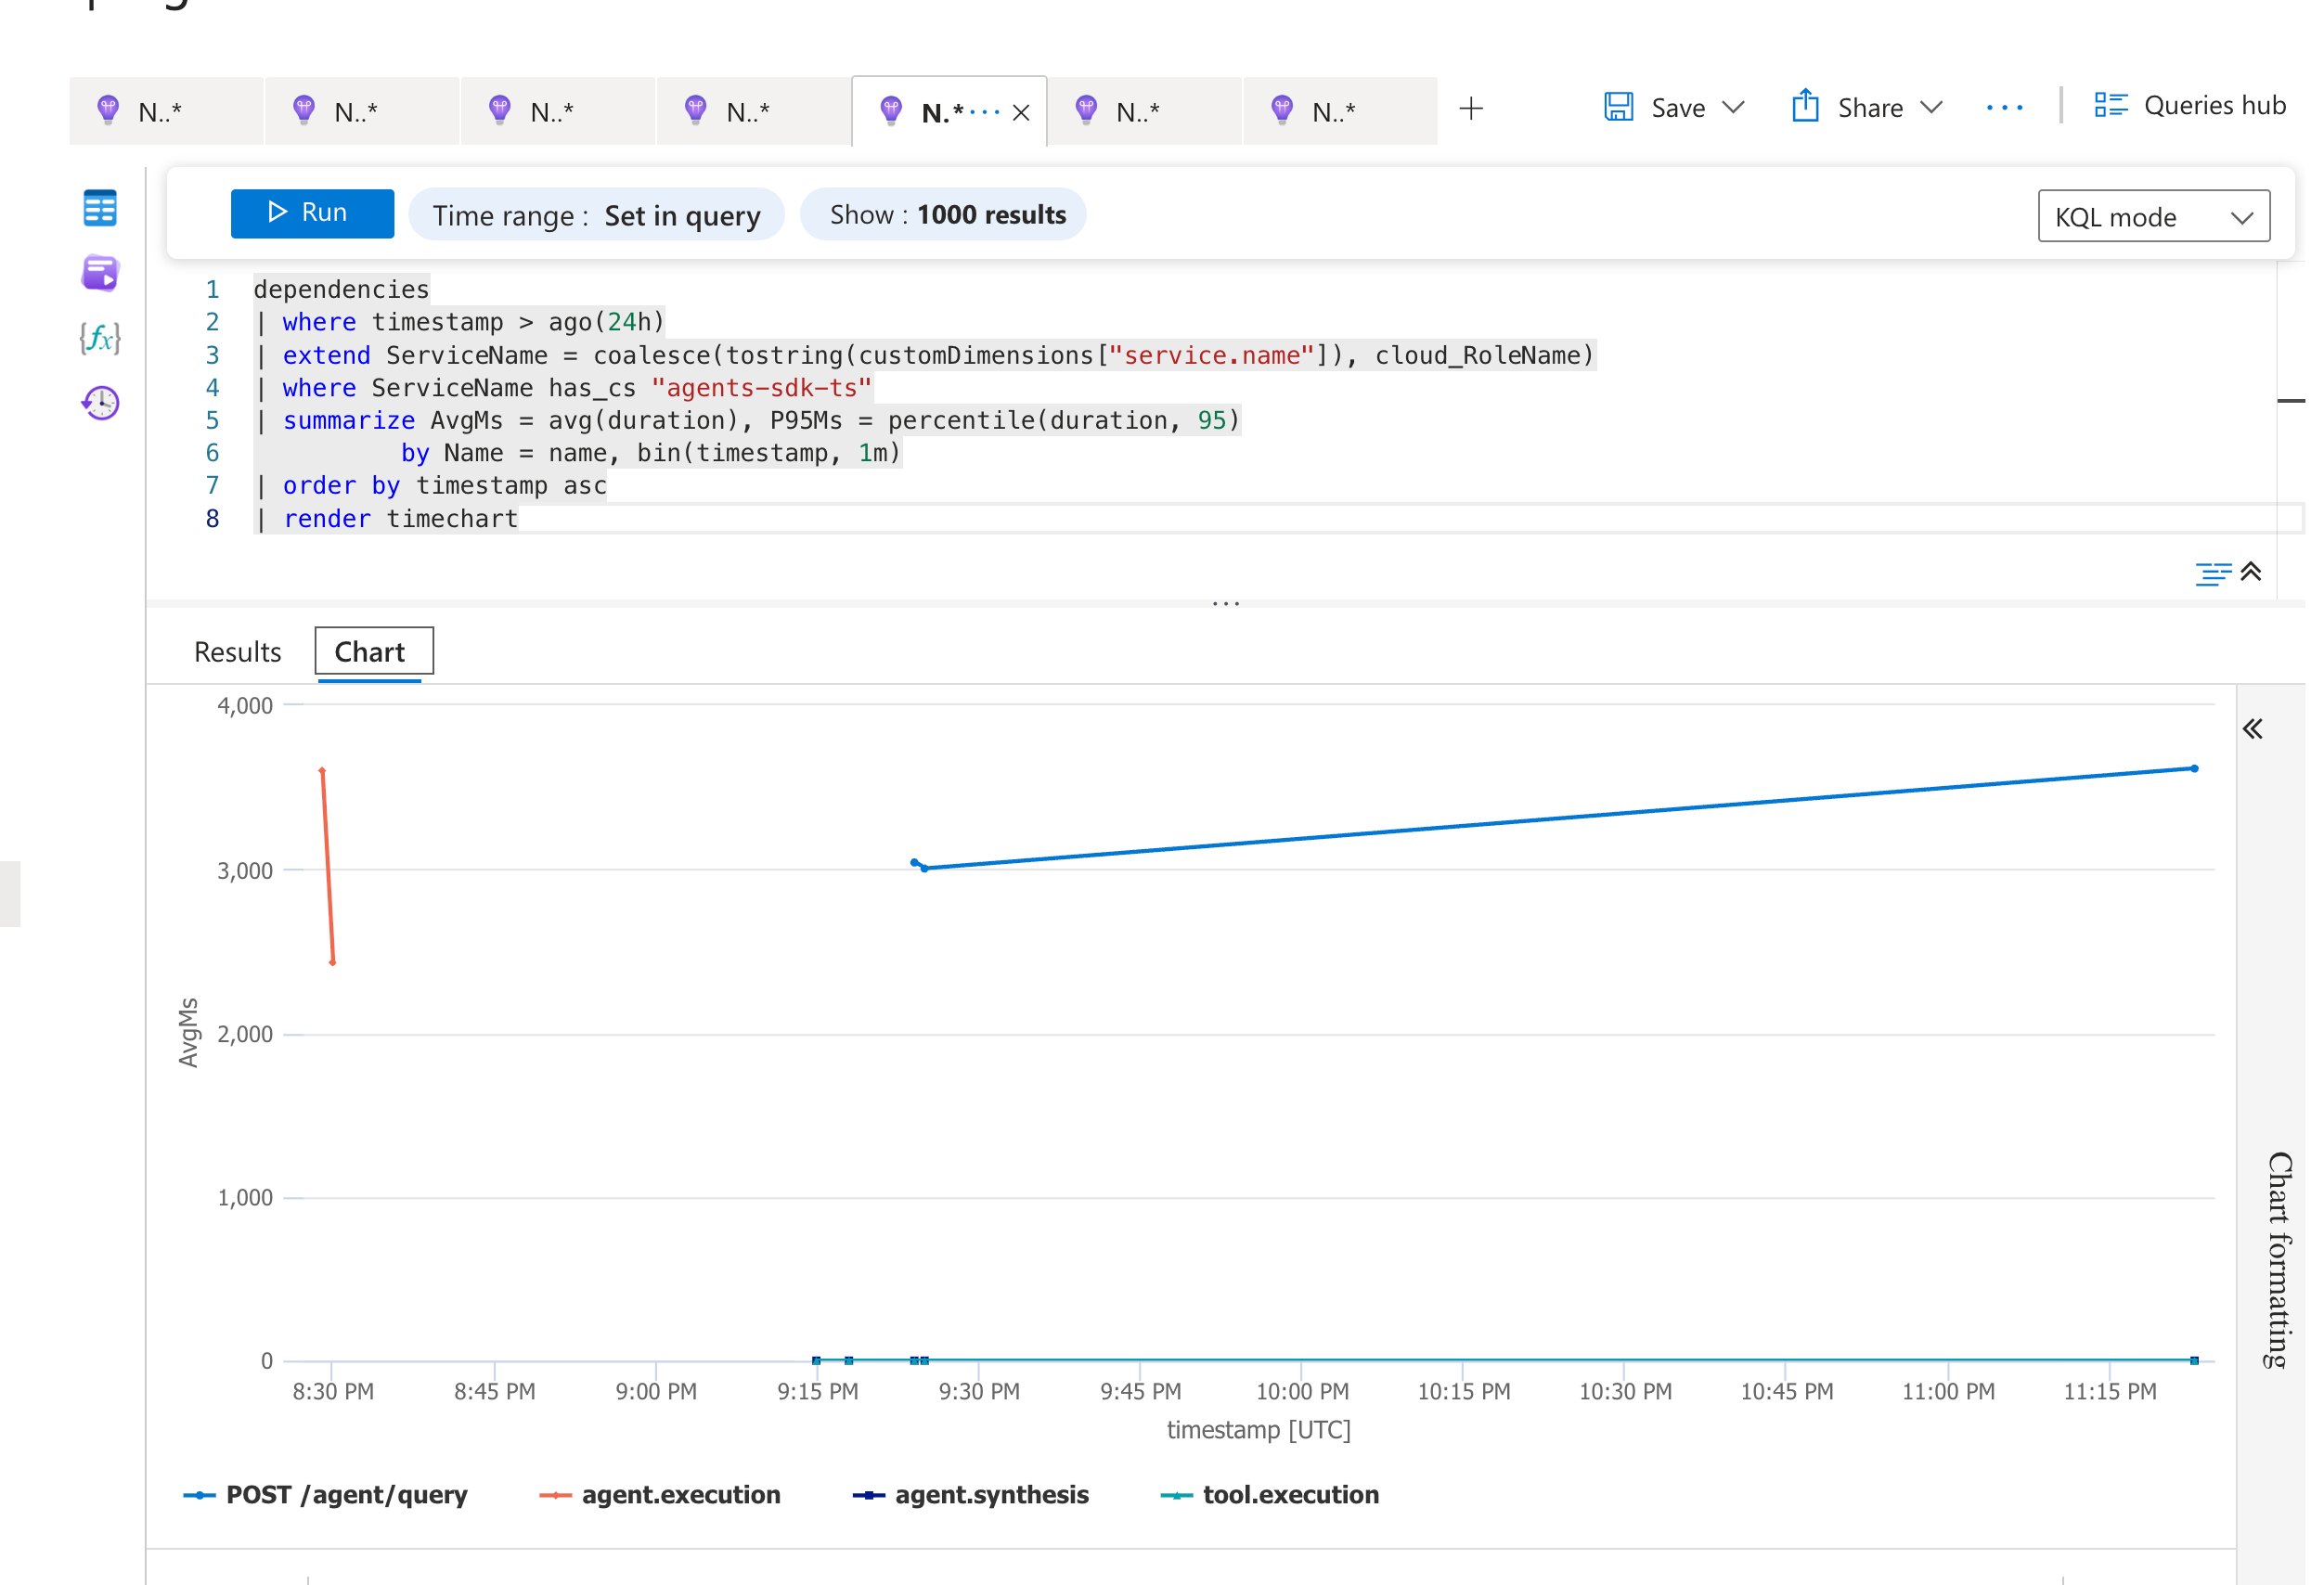 N..*
N..*
N..*
N..*
N.* ···
N..*
N..*
Save
Share
Queries hub
Run
Time range : Set in query
Show : 1000 results
KQL mode
1 dependencies
2 | where timestamp > ago(24h)
3 | extend ServiceName = coalesce(tostring(customDimensions["service.name"]), cloud_RoleName)
4 | where ServiceName has_cs "agents-sdk-ts"
5 | summarize AvgMs = avg(duration), P95Ms = percentile(duration, 95)
6 by Name = name, bin(timestamp, 1m)
7 | order by timestamp asc
8 | render timechart
{fx}
Results
Chart
4,000
3,000
2,000
1,000
0
AvgMs
8:30 PM
8:45 PM
9:00 PM
9:15 PM
9:30 PM
9:45 PM
10:00 PM
10:15 PM
10:30 PM
10:45 PM
11:00 PM
11:15 PM
timestamp [UTC]
POST /agent/query
agent.execution
agent.synthesis
tool.execution
Chart formatting